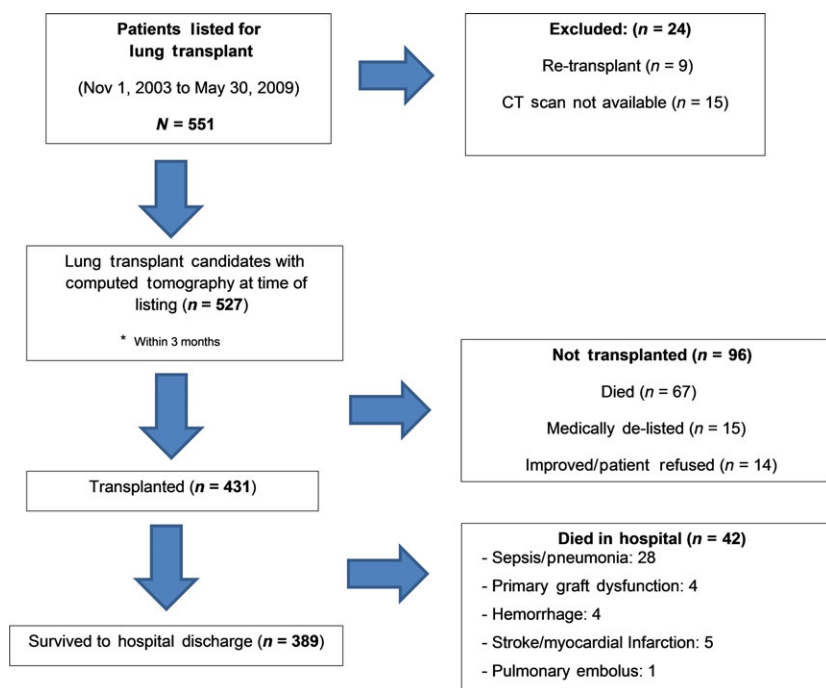 Patients listed for
lung transplant
(Nov 1, 2003 to May 30, 2009)
N = 551
Excluded: (n = 24)
Re-transplant (n = 9)
CT scan not available (n = 15)
Lung transplant candidates with
computed tomography at time of
listing (n = 527)
* Within 3 months
Not transplanted (n = 96)
Died (n = 67)
Medically de-listed (n = 15)
Improved/patient refused (n = 14)
Transplanted (n = 431)
Died in hospital (n = 42)
- Sepsis/pneumonia: 28
- Primary graft dysfunction: 4
- Hemorrhage: 4
- Stroke/myocardial Infarction: 5
- Pulmonary embolus: 1
Survived to hospital discharge (n = 389)